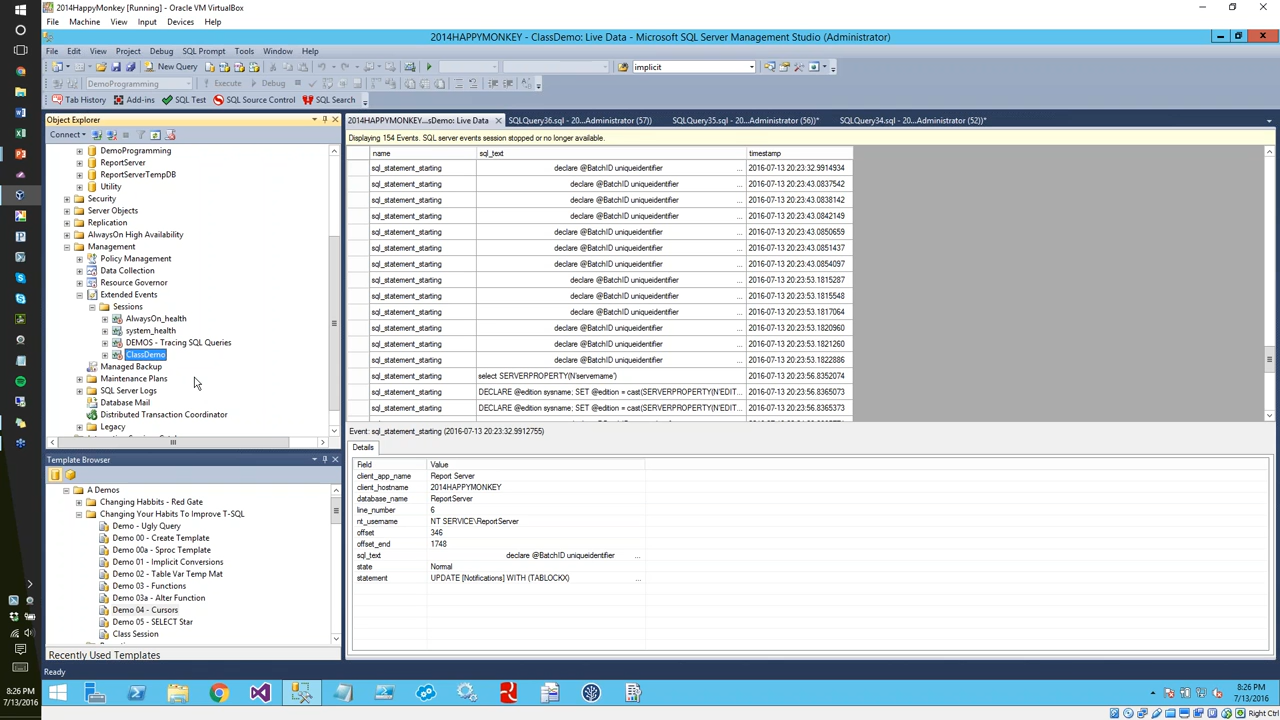 2014HappyMonkey [Running] - Oracle VM VirtualBox
File Machine View Input Devices Help
2014HAPPYMONKEY - ClassDemo: Live Data - Microsoft SQL Server Management Studio (Administrator)
File Edit View Project Debug SQL Prompt Tools Window Help
New Query implicit
DemoProgramming Execute Debug
Tab History Add-ins SQL Test SQL Source Control SQL Search
Object Explorer
Connect
DemoProgramming
ReportServer
ReportServerTempDB
Utility
Security
Server Objects
Replication
AlwaysOn High Availability
Management
Policy Management
Data Collection
Resource Governor
Extended Events
Sessions
AlwaysOn_health
system_health
DEMOS - Tracing SQL Queries
ClassDemo
Managed Backup
Maintenance Plans
SQL Server Logs
Database Mail
Distributed Transaction Coordinator
Legacy
Template Browser
A Demos
Changing Habbits - Red Gate
Changing Your Habits To Improve T-SQL
Demo - Ugly Query
Demo 00 - Create Template
Demo 00a - Sproc Template
Demo 01 - Implicit Conversions
Demo 02 - Table Var Temp Mat
Demo 03 - Functions
Demo 03a - Alter Function
Demo 04 - Cursors
Demo 05 - SELECT Star
Class Session
Recently Used Templates
2014HAPPYMONKEY...sDemo: Live Data SQLQuery36.sql - 20...Administrator (57)) SQLQuery35.sql - 20...Administrator (56))* SQLQuery34.sql - 20...Administrator (52))*
Displaying 154 Events. SQL server events session stopped or no longer available.
name sql_text timestamp
sql_statement_starting declare @BatchID uniqueidentifier ... 2016-07-13 20:23:32.9914934
sql_statement_starting declare @BatchID uniqueidentifier ... 2016-07-13 20:23:43.0837542
sql_statement_starting declare @BatchID uniqueidentifier ... 2016-07-13 20:23:43.0838142
sql_statement_starting declare @BatchID uniqueidentifier ... 2016-07-13 20:23:43.0842149
sql_statement_starting declare @BatchID uniqueidentifier ... 2016-07-13 20:23:43.0850659
sql_statement_starting declare @BatchID uniqueidentifier ... 2016-07-13 20:23:43.0851437
sql_statement_starting declare @BatchID uniqueidentifier ... 2016-07-13 20:23:43.0854097
sql_statement_starting declare @BatchID uniqueidentifier ... 2016-07-13 20:23:53.1815287
sql_statement_starting declare @BatchID uniqueidentifier ... 2016-07-13 20:23:53.1815548
sql_statement_starting declare @BatchID uniqueidentifier ... 2016-07-13 20:23:53.1817064
sql_statement_starting declare @BatchID uniqueidentifier ... 2016-07-13 20:23:53.1820960
sql_statement_starting declare @BatchID uniqueidentifier ... 2016-07-13 20:23:53.1821260
sql_statement_starting declare @BatchID uniqueidentifier ... 2016-07-13 20:23:53.1822886
sql_statement_starting select SERVERPROPERTY(N'servername') 2016-07-13 20:23:56.8352074
sql_statement_starting DECLARE @edition sysname; SET @edition = cast(SERVERPROPERTY(N'EDIT... 2016-07-13 20:23:56.8365073
sql_statement_starting DECLARE @edition sysname; SET @edition = cast(SERVERPROPERTY(N'EDIT... 2016-07-13 20:23:56.8365373
Event: sql_statement_starting (2016-07-13 20:23:32.9912755)
Details
Field Value
client_app_name Report Server
client_hostname 2014HAPPYMONKEY
database_name ReportServer
line_number 6
nt_username NT SERVICE\ReportServer
offset 346
offset_end 1748
sql_text declare @BatchID uniqueidentifier ...
state Normal
statement UPDATE [Notifications] WITH (TABLOCKX) ...
Ready
8:26 PM
7/13/2016
8:26 PM
7/13/2016
Right Ctrl